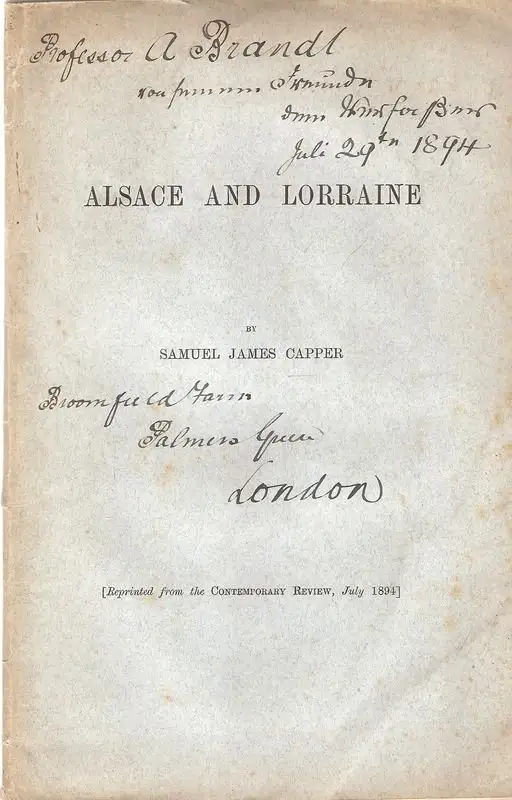 Professor A Brandl
von seinem Freunde
dem Verfasser
Juli 29ten 1894
ALSACE AND LORRAINE
BY
SAMUEL JAMES CAPPER
Broomfield Farm
Palmers Green
London
[Reprinted from the CONTEMPORARY REVIEW, July 1894]